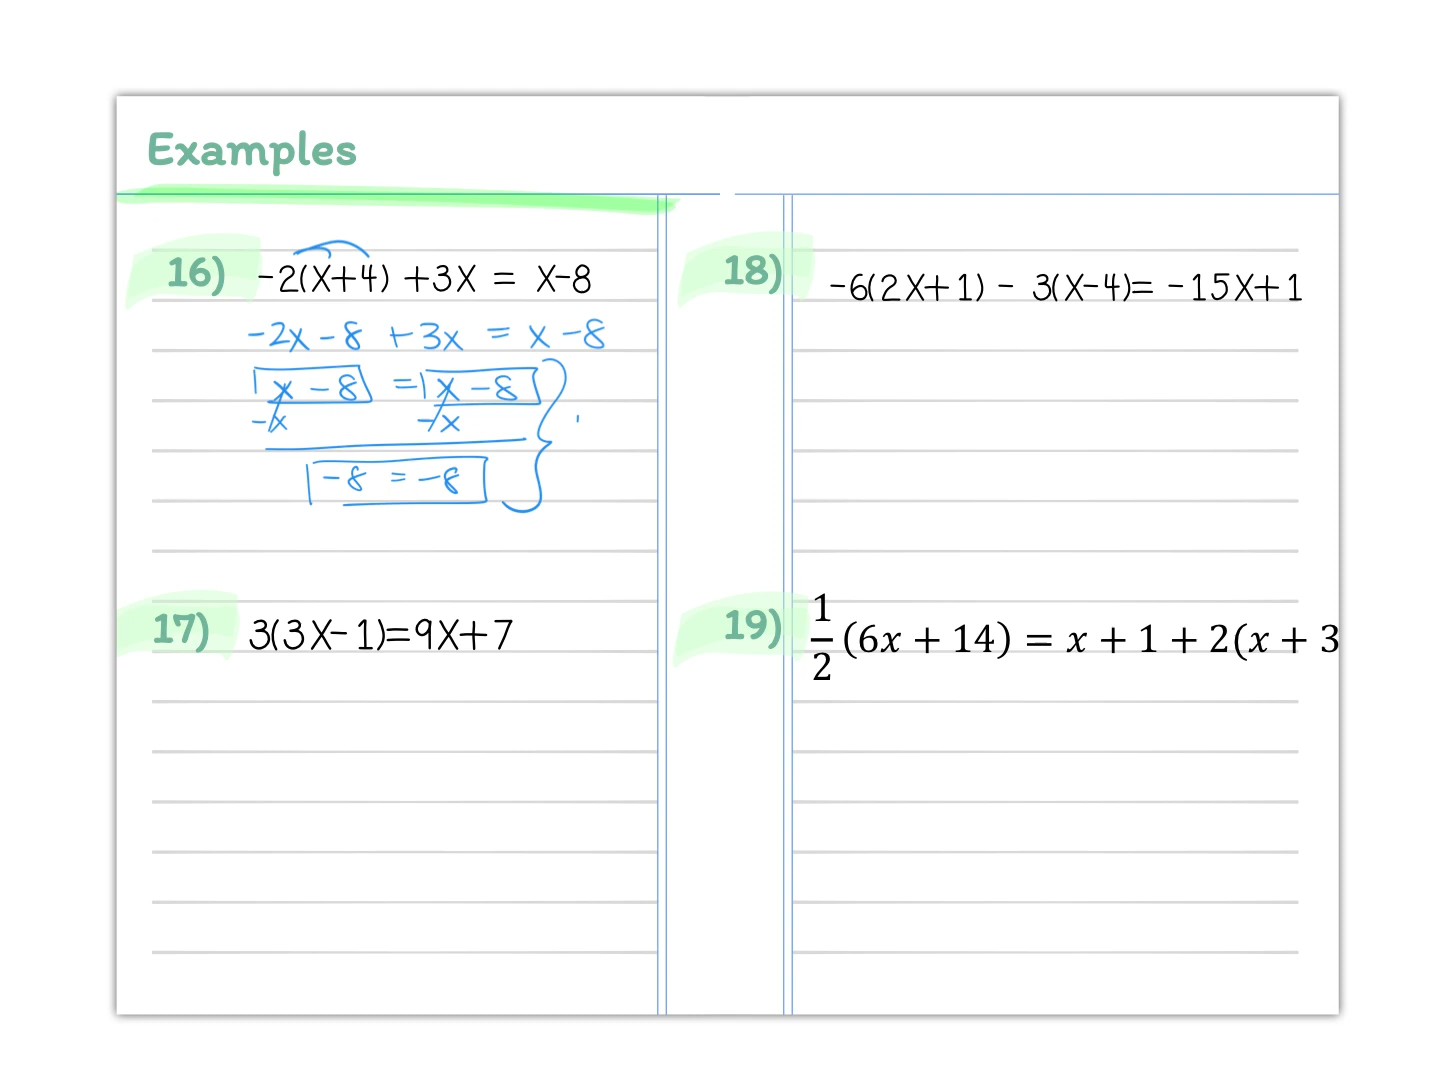 Examples
16) -2(x+4) +3x = x-8
-2x -8 +3x = x -8
x - 8 = x - 8
-x -x
-8 = -8
17) 3(3x-1)=9x+7
18) -6(2x+1) - 3(x-4)= -15x+1
19) 1/2 (6x + 14) = x + 1 + 2(x + 3